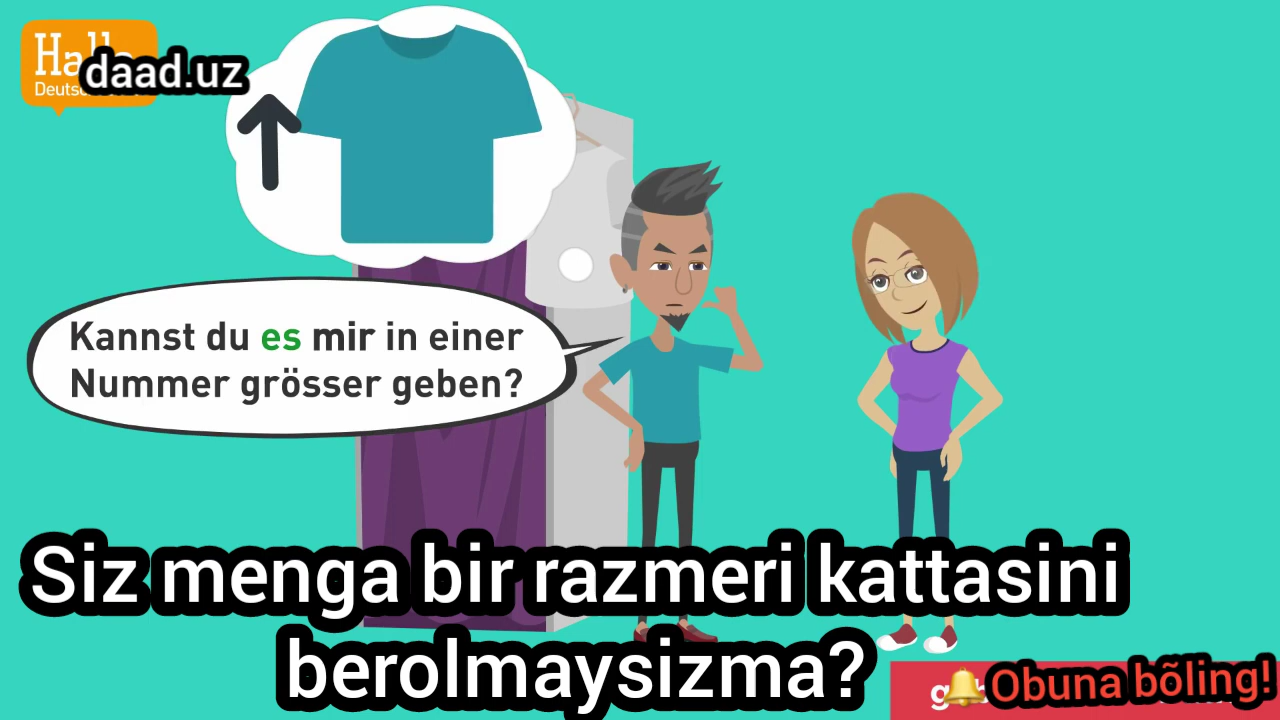 daad.uz
Kannst du es mir in einer
Nummer grösser geben?
Siz menga bir razmeri kattasini
berolmaysizma?
Obuna bõling!